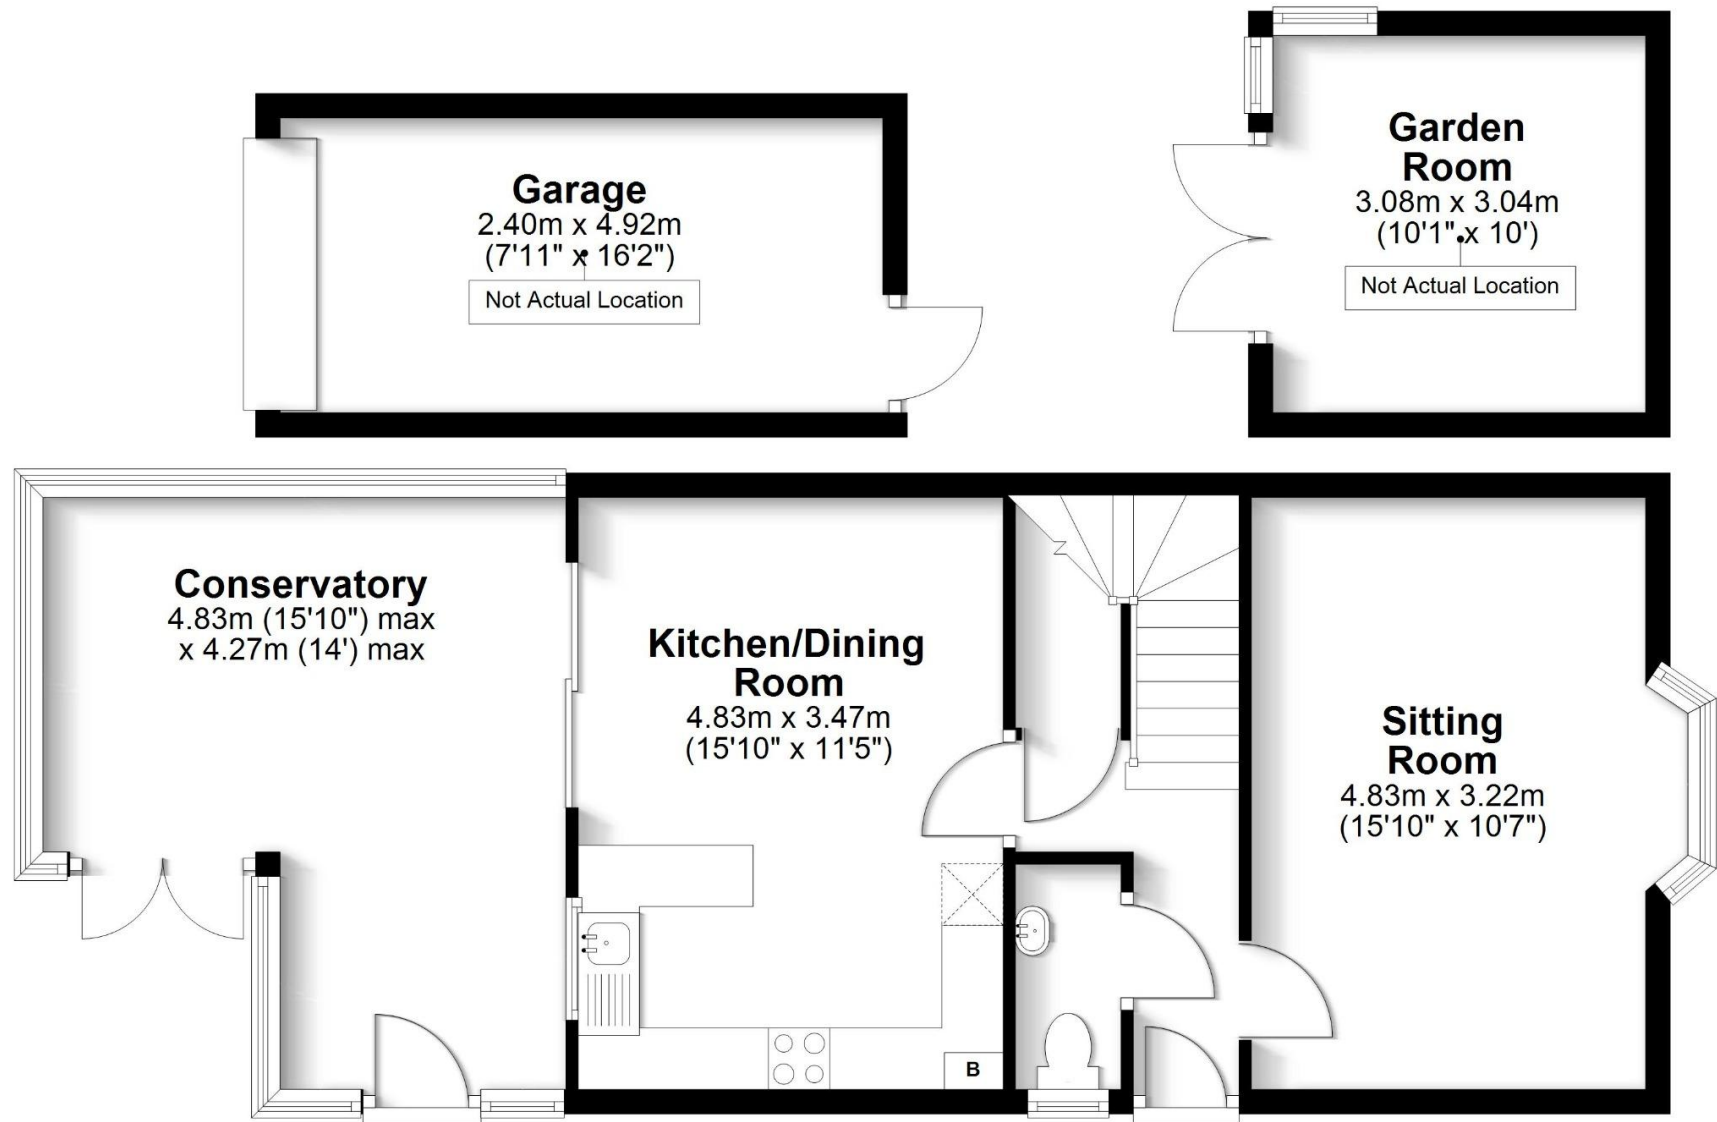 Garden
Room
3.08m x 3.04m
(10'1" x 10')
Not Actual Location
Garage
2.40m x 4.92m
(7'11" x 16'2")
Not Actual Location
Conservatory
4.83m (15'10") max
x 4.27m (14') max
Kitchen/Dining
Room
4.83m x 3.47m
(15'10" x 11'5")
Sitting
Room
4.83m x 3.22m
(15'10" x 10'7")
B